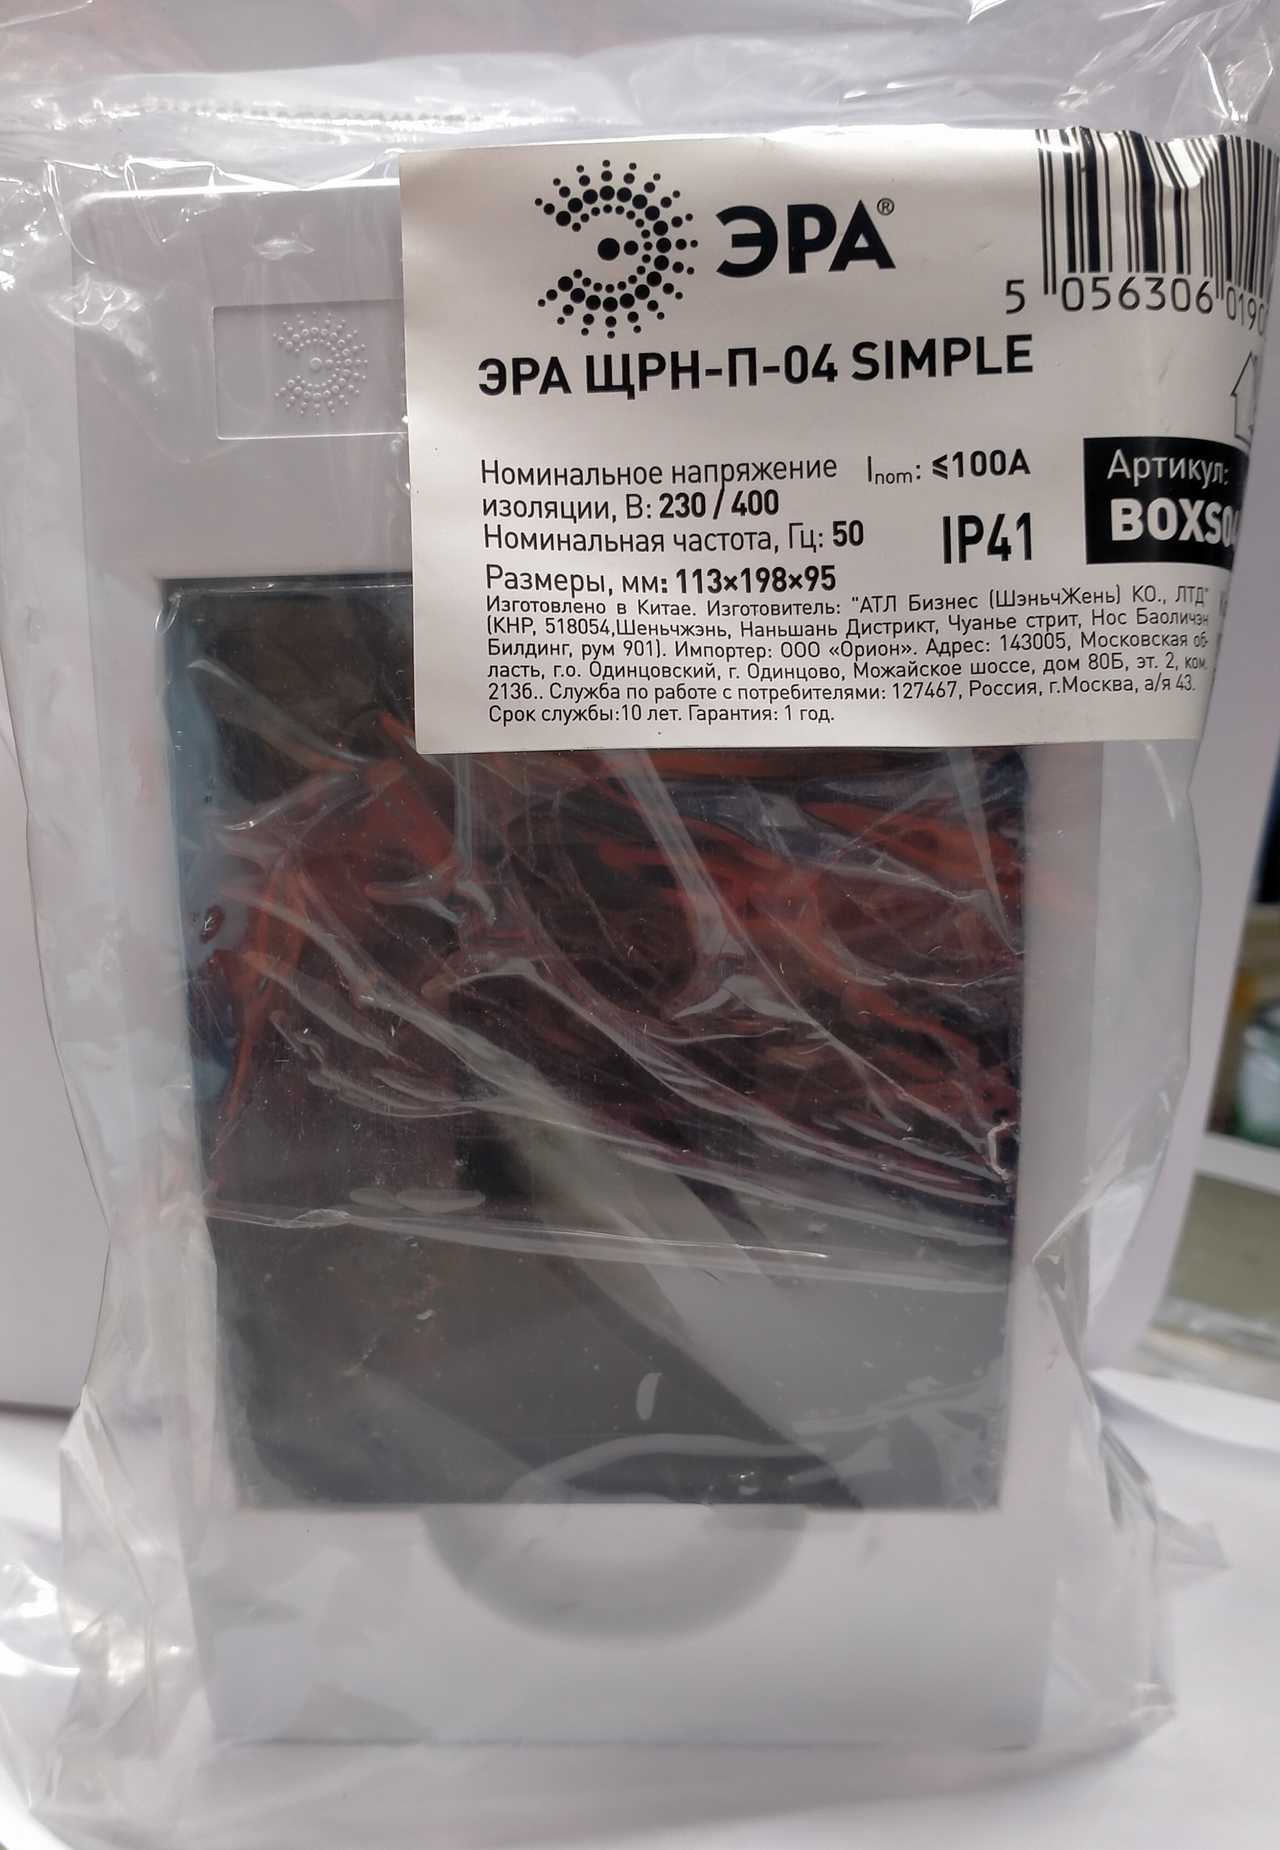 ЭРА®
5 056306 0190
ЭРА ЩРН-П-04 SIMPLE
Номинальное напряжение Inom: ⩽100А
изоляции, В: 230 / 400
Номинальная частота, Гц: 50 IP41
Артикул:
Размеры, мм: 113×198×95
Изготовлено в Китае. Изготовитель: "АТЛ Бизнес (ШэньчЖень) КО., ЛТД"
(КНР, 518054,Шеньчжэнь, Наньшань Дистрикт, Чуанье стрит, Нос Баоличэн
Билдинг, рум 901). Импортер: ООО «Орион». Адрес: 143005, Московская об-
ласть, г.о. Одинцовский, г. Одинцово, Можайское шоссе, дом 80Б, эт. 2, ком.
213б.. Служба по работе с потребителями: 127467, Россия, г.Москва, а/я 43.
Срок службы:10 лет. Гарантия: 1 год.